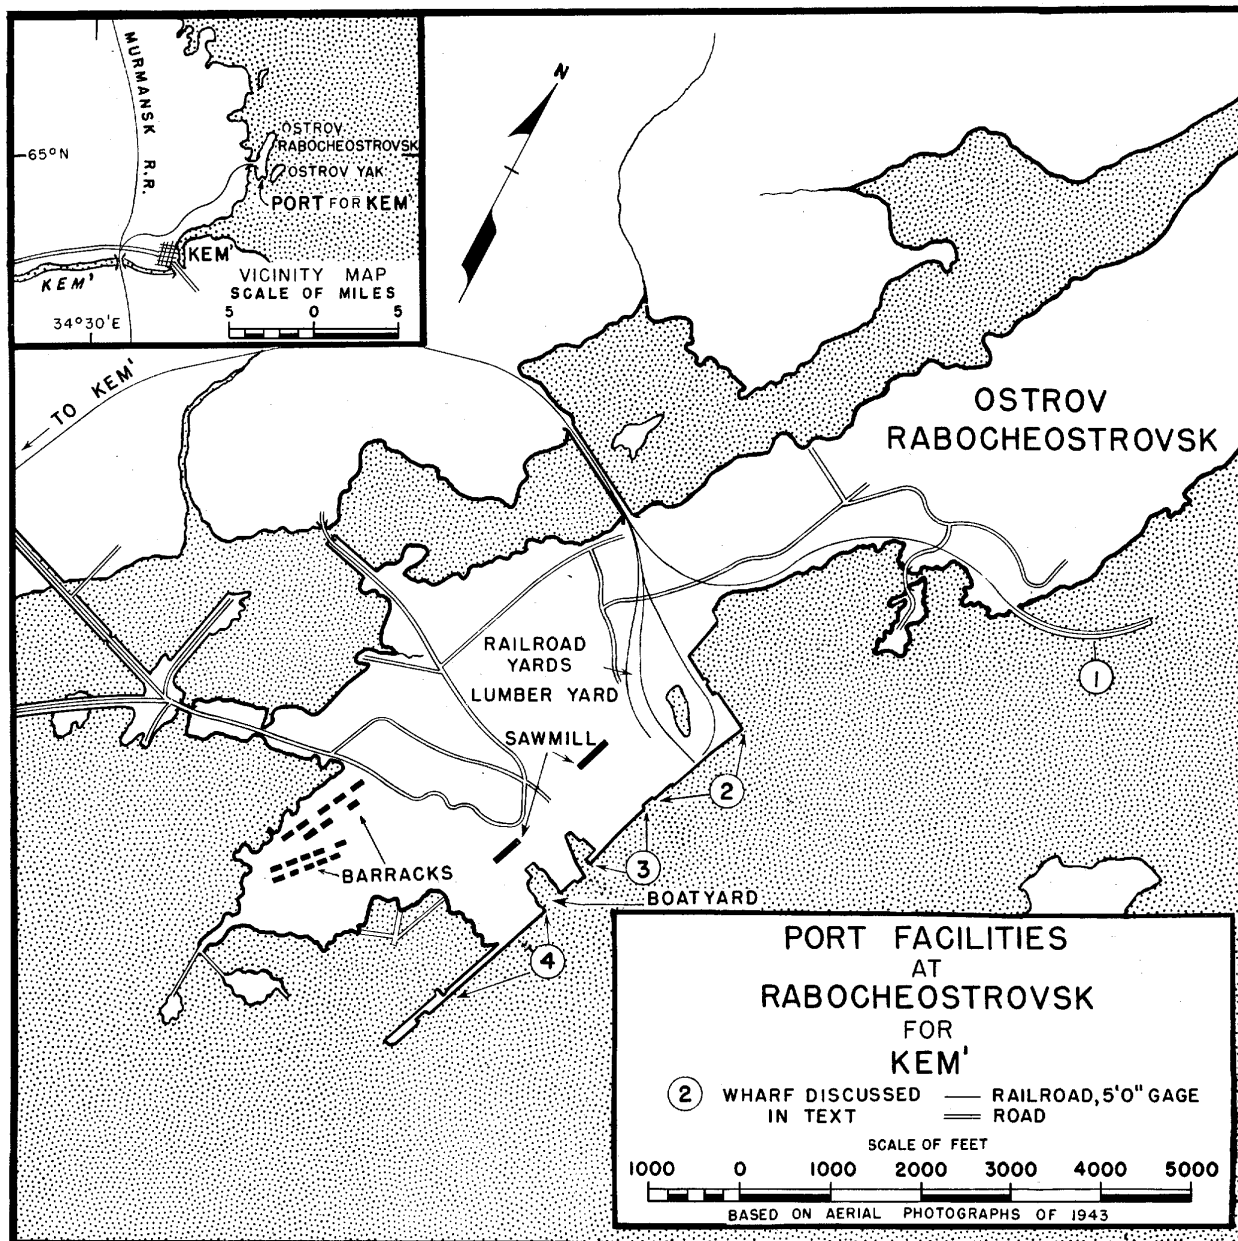 MURMANSK R.R.
65°N
OSTROV
RABOCHEOSTROVSK
OSTROV YAK
PORT FOR KEM'
KEM'
KEM'
VICINITY MAP
SCALE OF MILES
5 0 5
34°30'E
N
TO KEM'
OSTROV
RABOCHEOSTROVSK
RAILROAD
YARDS
LUMBER YARD
SAWMILL
1
2
3
BARRACKS
BOATYARD
4
PORT FACILITIES
AT
RABOCHEOSTROVSK
FOR
KEM'
2 WHARF DISCUSSED
IN TEXT
RAILROAD, 5'0" GAGE
ROAD
SCALE OF FEET
1000 0 1000 2000 3000 4000 5000
BASED ON AERIAL PHOTOGRAPHS OF 1943